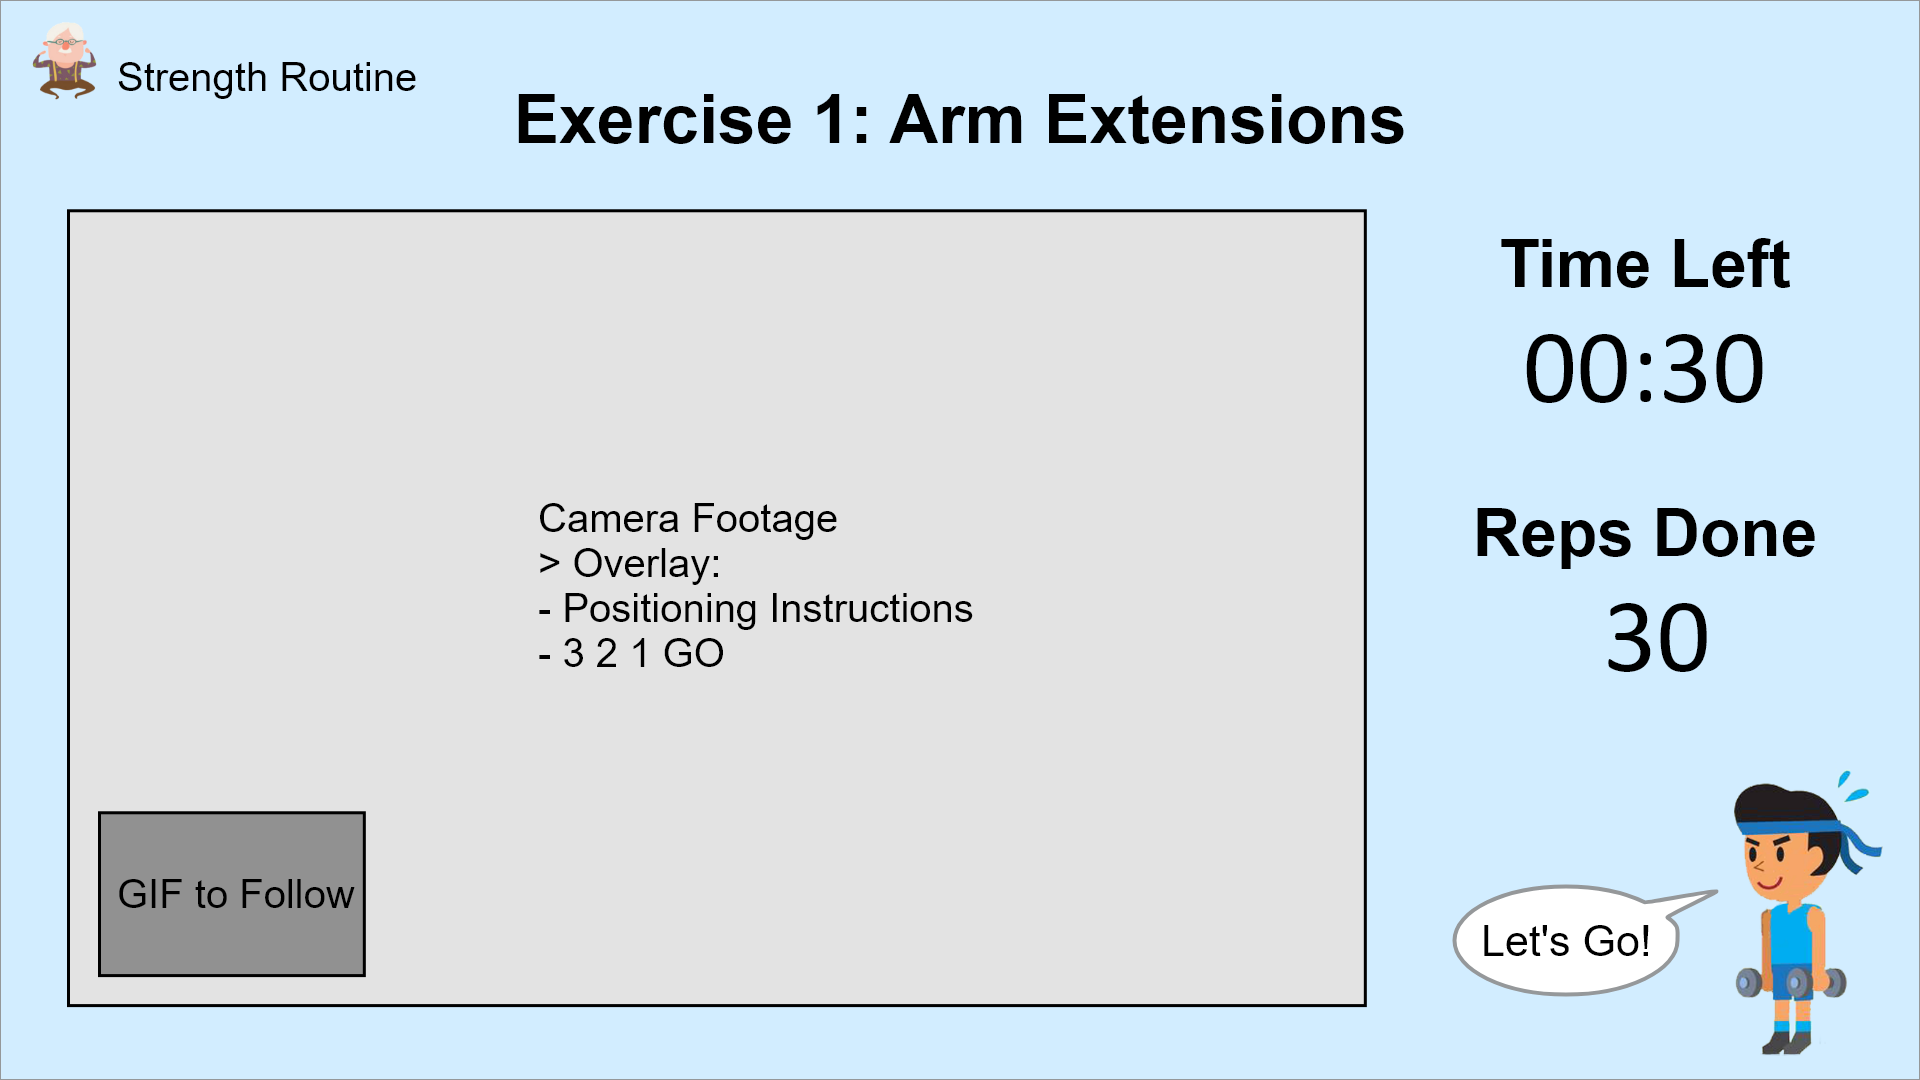 Strength Routine
Exercise 1: Arm Extensions
Time Left
00:30
Reps Done
30
Camera Footage
> Overlay:
- Positioning Instructions
- 3 2 1 GO
GIF to Follow
Let's Go!